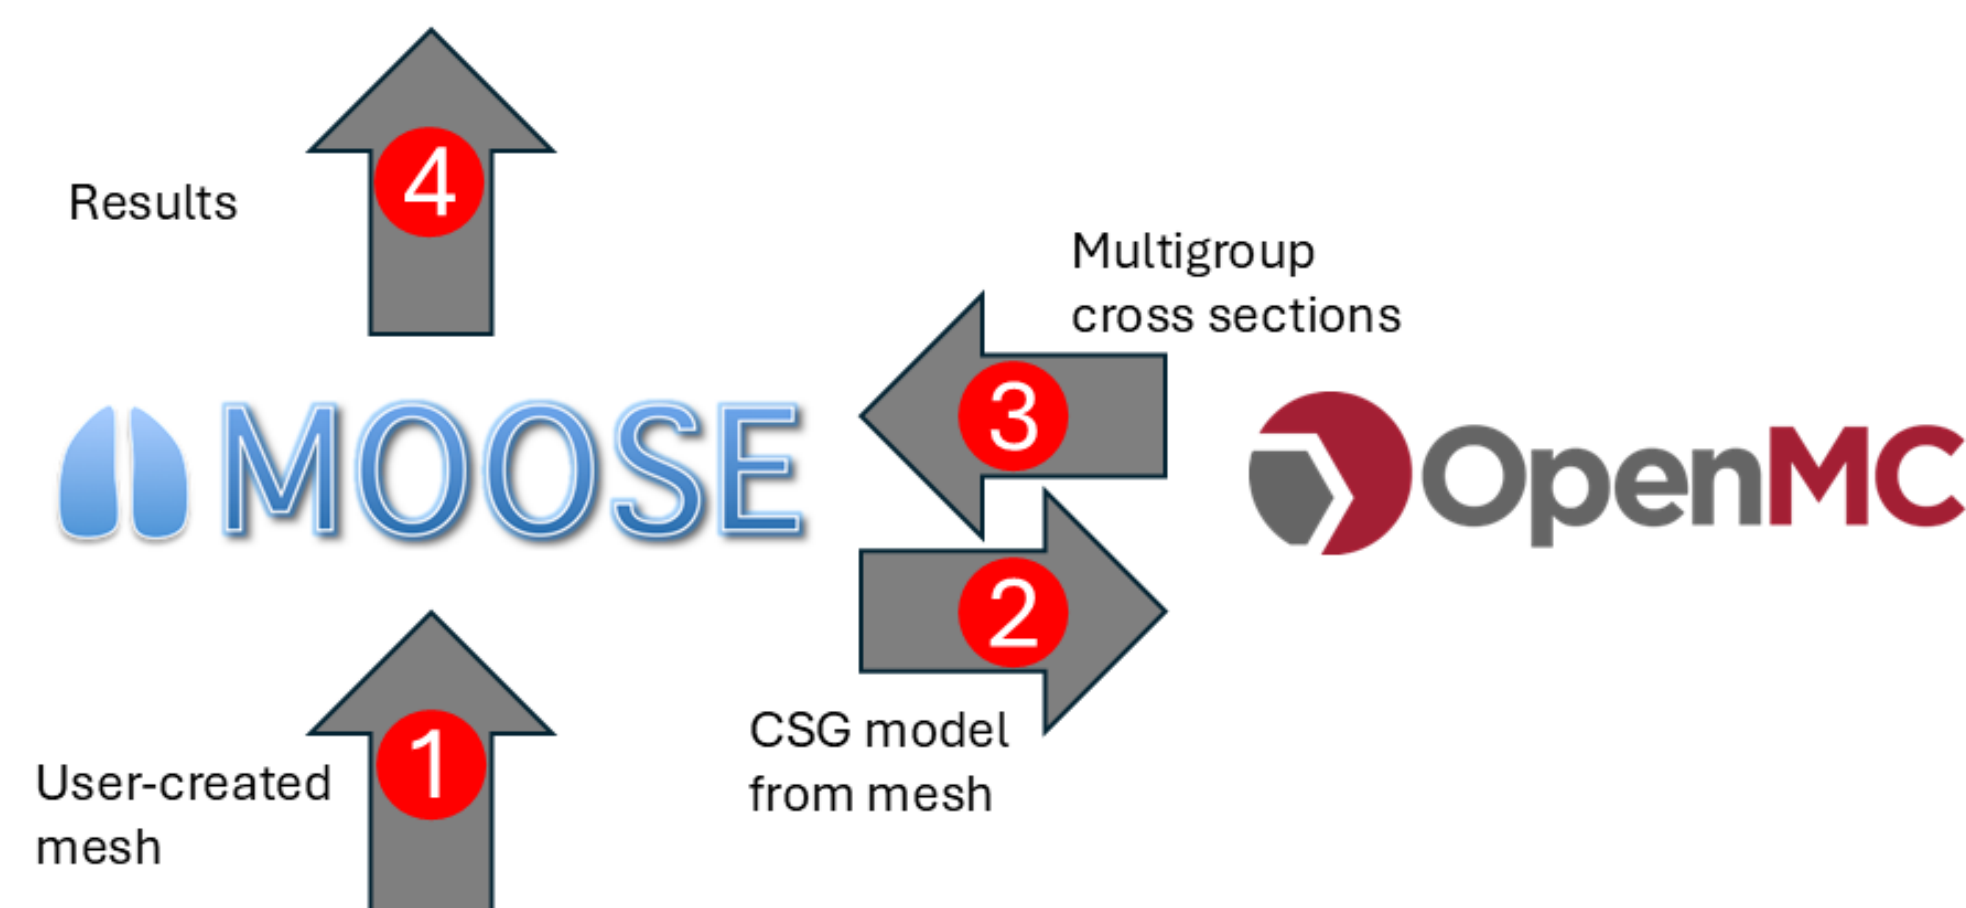 4
Results
Multigroup
cross sections
3
MOOSE
OpenMC
2
CSG model
from mesh
1
User-created
mesh